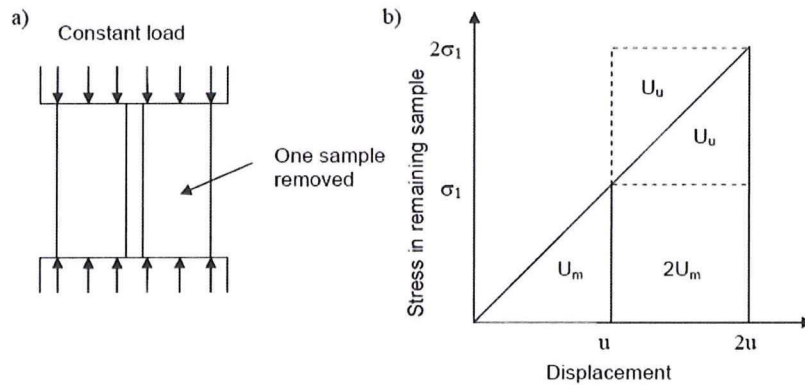 a)
Constant load
One sample
removed
b)
Stress in remaining sample
2σ₁
σ₁
Uᵤ
Uᵤ
Uₘ
2Uₘ
u
2u
Displacement